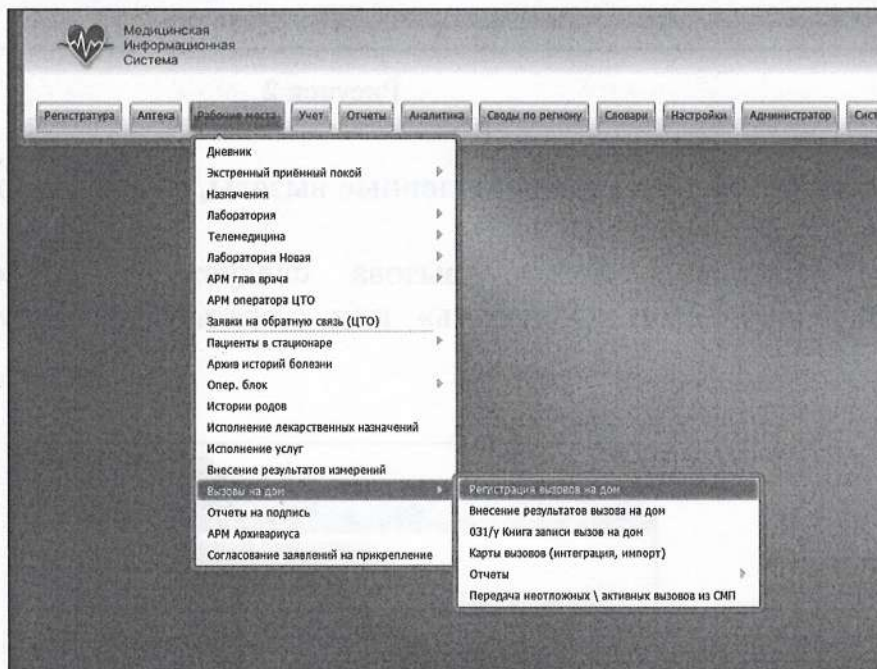 Медицинская
Информационная
Система
Регистратура Аптека Рабочие места Учет Отчеты Аналитика Своды по региону Словари Настройки Администратор Сист
Дневник
Экстренный приёмный покой
Назначения
Лаборатория
Телемедицина
Лаборатория Новая
АРМ глав врача
АРМ оператора ЦТО
Заявки на обратную связь (ЦТО)
Пациенты в стационаре
Архив историй болезни
Опер. блок
Истории родов
Исполнение лекарственных назначений
Исполнение услуг
Внесение результатов измерений
Вызовы на дом
Отчеты на подпись
АРМ Архивариуса
Согласование заявлений на прикрепление
Регистрация вызовов на дом
Внесение результатов вызова на дом
031/у Книга записи вызов на дом
Карты вызовов (интеграция, импорт)
Отчеты
Передача неотложных \ активных вызовов из СМП